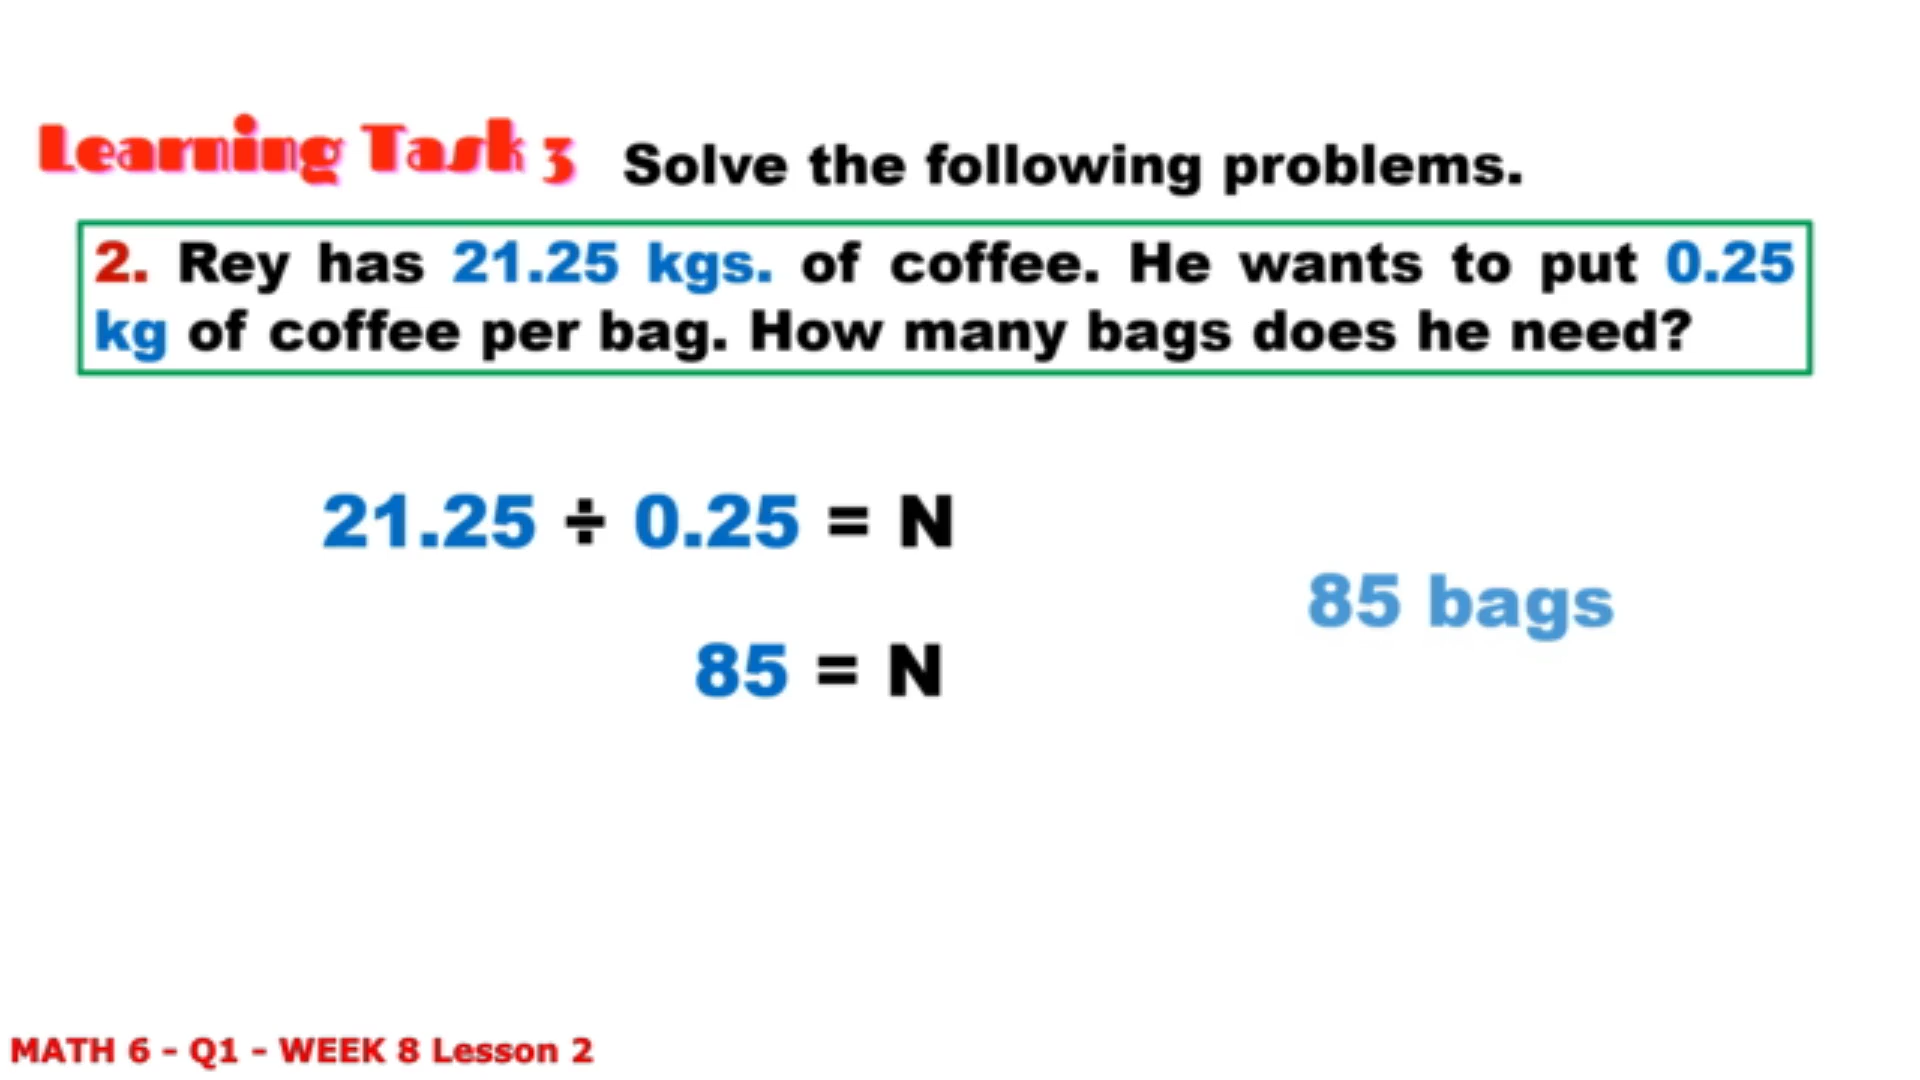 Learning Task 3 Solve the following problems.
2. Rey has 21.25 kgs. of coffee. He wants to put 0.25
kg of coffee per bag. How many bags does he need?
21.25 ÷ 0.25 = N
85 bags
85 = N
MATH 6 - Q1 - WEEK 8 Lesson 2